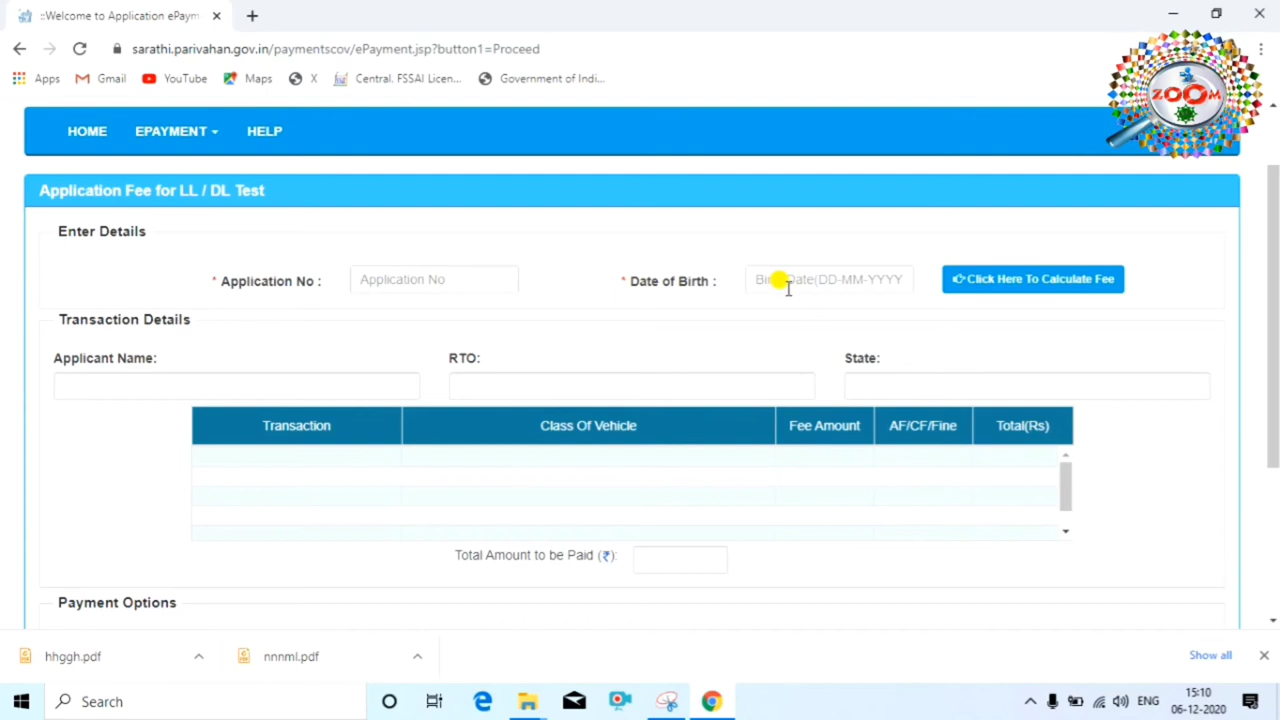 ::Welcome to Application ePaym
sarathi.parivahan.gov.in/paymentscov/ePayment.jsp?button1=Proceed
Apps Gmail YouTube Maps X Central. FSSAI Licen... Government of Indi...
ZOOM
HOME EPAYMENT HELP
Application Fee for LL / DL Test
Enter Details
* Application No : Application No * Date of Birth : Birth Date(DD-MM-YYYY Click Here To Calculate Fee
Transaction Details
Applicant Name: RTO: State:
Transaction Class Of Vehicle Fee Amount AF/CF/Fine Total(Rs)
Total Amount to be Paid (₹):
Payment Options
hhggh.pdf nnnml.pdf Show all
Search ENG 15:10
06-12-2020